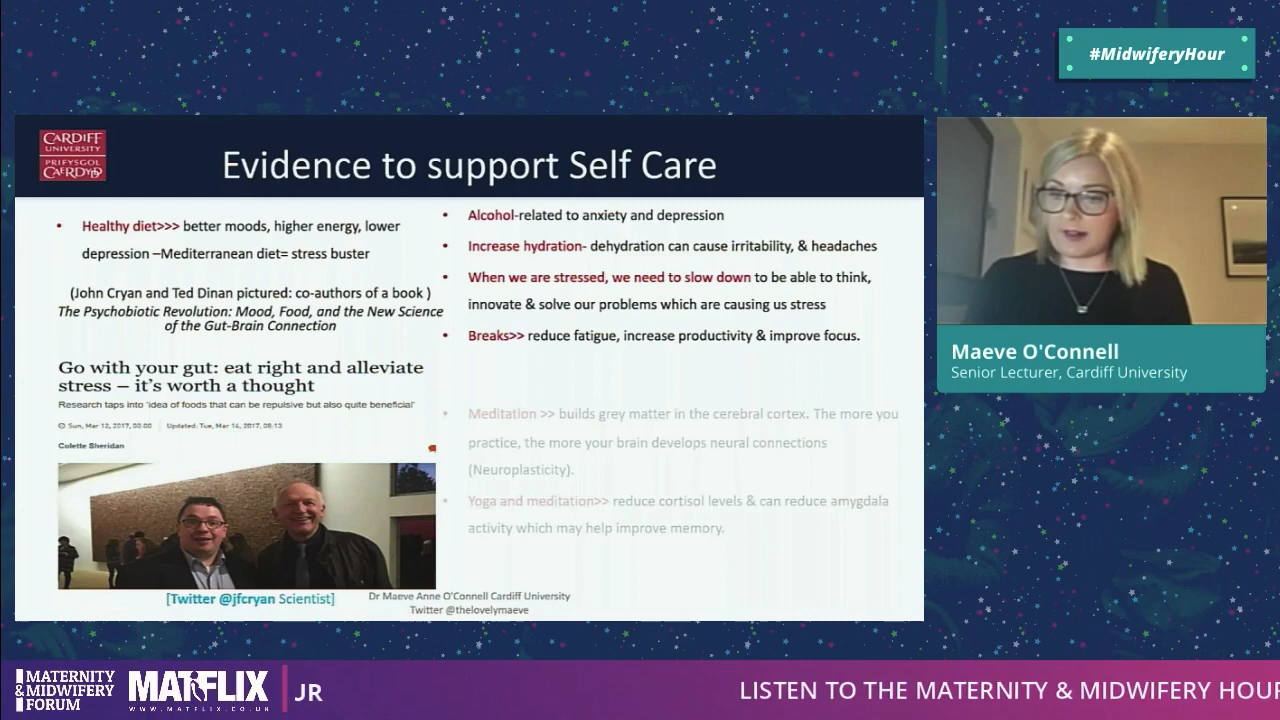 #MidwiferyHour
CARDIFF
UNIVERSITY
PRIFYSGOL
CAERDYDD
Evidence to support Self Care
• Healthy diet>>> better moods, higher energy, lower
depression –Mediterranean diet= stress buster
(John Cryan and Ted Dinan pictured: co-authors of a book )
The Psychobiotic Revolution: Mood, Food, and the New Science
of the Gut-Brain Connection
Go with your gut: eat right and alleviate
stress – it's worth a thought
Research taps into 'idea of foods that can be repulsive but also quite beneficial'
Sun, Mar 12, 2017, 00:00 Updated: Tue, Mar 14, 2017, 08:13
Colette Sheridan
[Twitter @jfcryan Scientist]
• Alcohol-related to anxiety and depression
• Increase hydration- dehydration can cause irritability, & headaches
• When we are stressed, we need to slow down to be able to think,
innovate & solve our problems which are causing us stress
• Breaks>> reduce fatigue, increase productivity & improve focus.
• Meditation >> builds grey matter in the cerebral cortex. The more you
practice, the more your brain develops neural connections
(Neuroplasticity).
• Yoga and meditation>> reduce cortisol levels & can reduce amygdala
activity which may help improve memory.
Dr Maeve Anne O'Connell Cardiff University
Twitter @thelovelymaeve
Maeve O'Connell
Senior Lecturer, Cardiff University
MATERNITY
&MIDWIFERY
FORUM
MATFLIX
WWW.MATFLIX.CO.UK
JR
LISTEN TO THE MATERNITY & MIDWIFERY HOUR